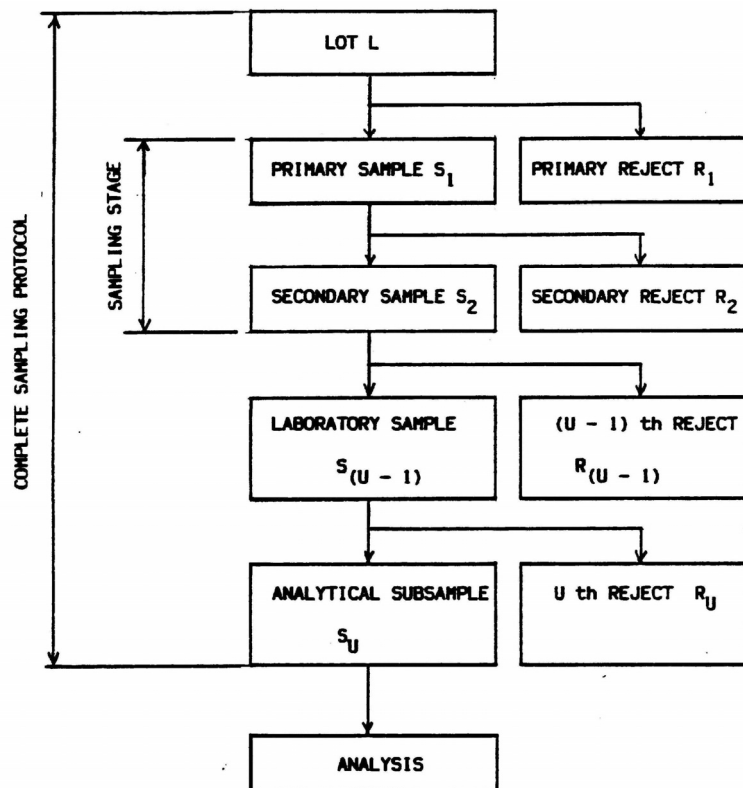 LOT L
PRIMARY SAMPLE S1
PRIMARY REJECT R1
SAMPLING STAGE
COMPLETE SAMPLING PROTOCOL
SECONDARY SAMPLE S2
SECONDARY REJECT R2
LABORATORY SAMPLE
S(U - 1)
(U - 1) th REJECT
R(U - 1)
ANALYTICAL SUBSAMPLE
SU
U th REJECT RU
ANALYSIS